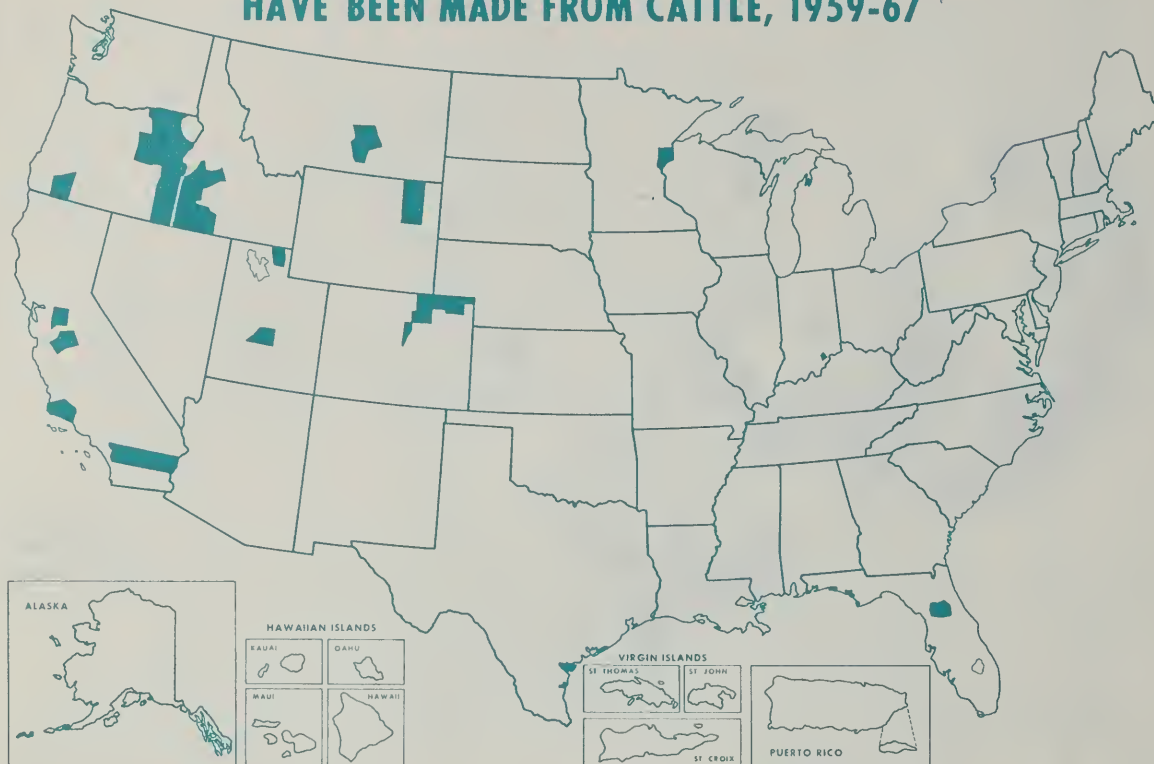 HAVE BEEN MADE FROM CATTLE, 1959-67
ALASKA
HAWAIIAN ISLANDS
KAUAI
OAHU
MAUI
HAWAII
VIRGIN ISLANDS
ST THOMAS
ST JOHN
ST CROIX
PUERTO RICO